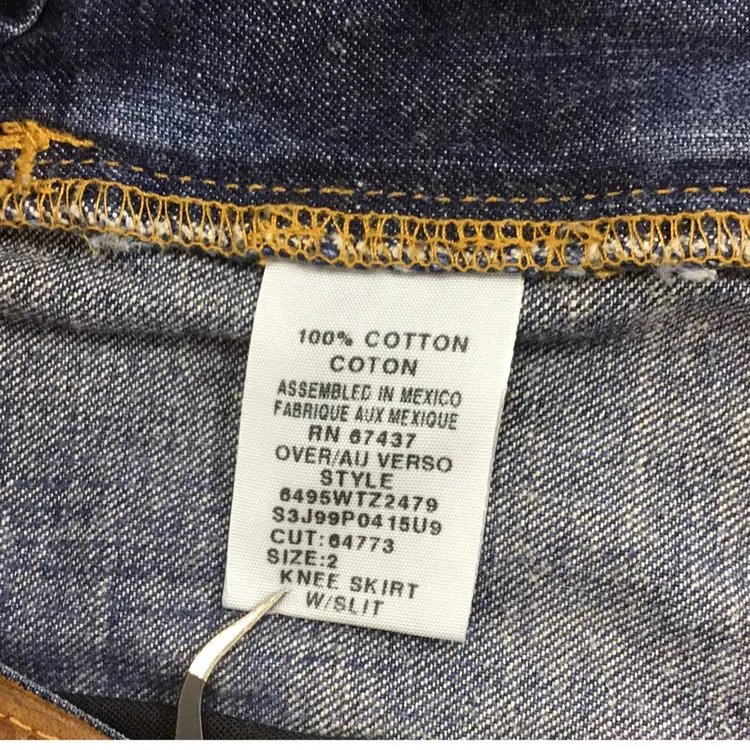 100% COTTON
COTON
ASSEMBLED IN MEXICO
FABRIQUE AUX MEXIQUE
RN 67437
OVER/AU VERSO
STYLE
6495WTZ2479
S3J99P0415U9
CUT:64773
SIZE:2
KNEE SKIRT
W/SLIT